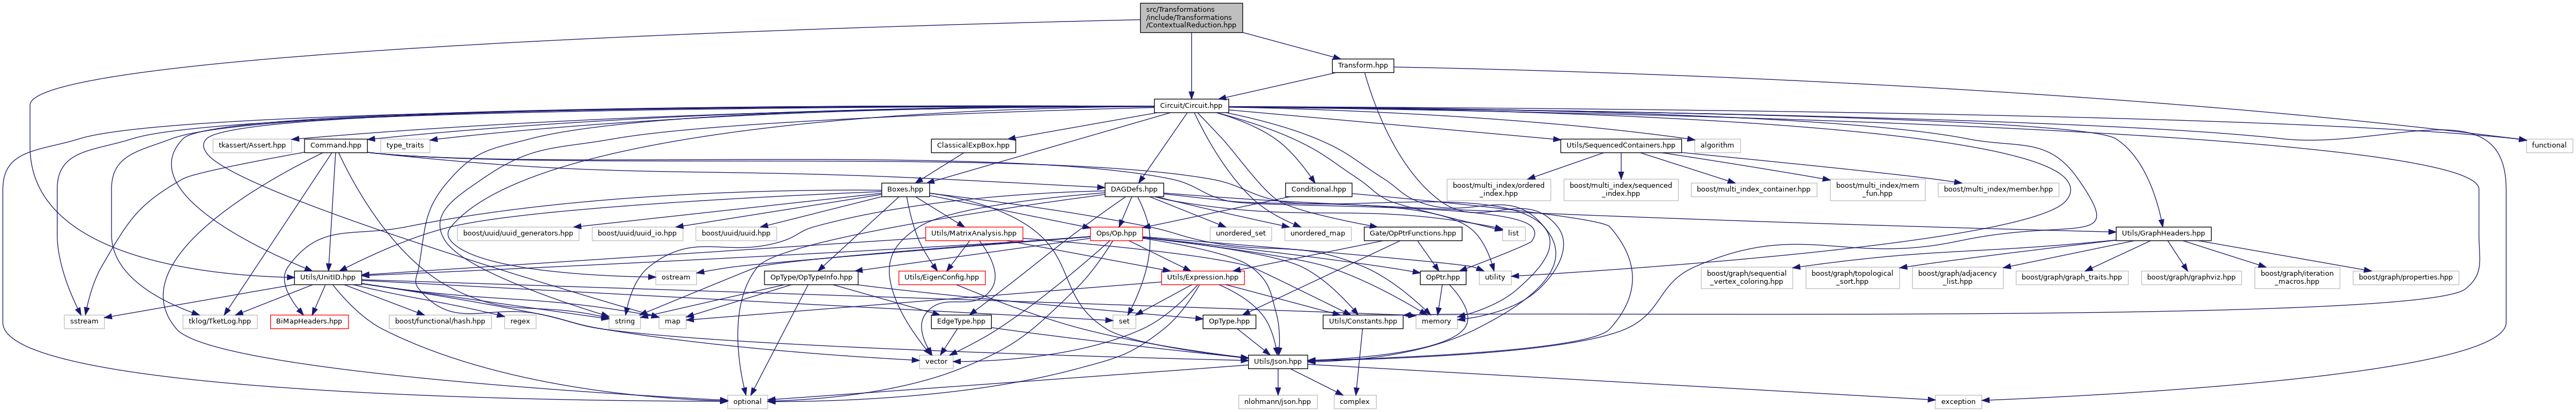 src/Transformations
/include/Transformations
/ContextualReduction.hpp
Transform.hpp
Circuit/Circuit.hpp
tkassert/Assert.hpp
Command.hpp
type_traits
ClassicalExpBox.hpp
Utils/SequencedContainers.hpp
algorithm
functional
Boxes.hpp
DAGDefs.hpp
Conditional.hpp
boost/multi_index/ordered
_index.hpp
boost/multi_index/sequenced
_index.hpp
boost/multi_index_container.hpp
boost/multi_index/mem
_fun.hpp
boost/multi_index/member.hpp
boost/uuid/uuid_generators.hpp
boost/uuid/uuid_io.hpp
boost/uuid/uuid.hpp
Utils/MatrixAnalysis.hpp
Ops/Op.hpp
unordered_set
unordered_map
Gate/OpPtrFunctions.hpp
list
Utils/GraphHeaders.hpp
Utils/UnitID.hpp
ostream
OpType/OpTypeInfo.hpp
Utils/EigenConfig.hpp
Utils/Expression.hpp
OpPtr.hpp
utility
boost/graph/sequential
_vertex_coloring.hpp
boost/graph/topological
_sort.hpp
boost/graph/adjacency
_list.hpp
boost/graph/graph_traits.hpp
boost/graph/graphviz.hpp
boost/graph/iteration
_macros.hpp
boost/graph/properties.hpp
sstream
tklog/TketLog.hpp
BiMapHeaders.hpp
boost/functional/hash.hpp
regex
string
map
EdgeType.hpp
set
OpType.hpp
Utils/Constants.hpp
memory
vector
Utils/Json.hpp
optional
nlohmann/json.hpp
complex
exception